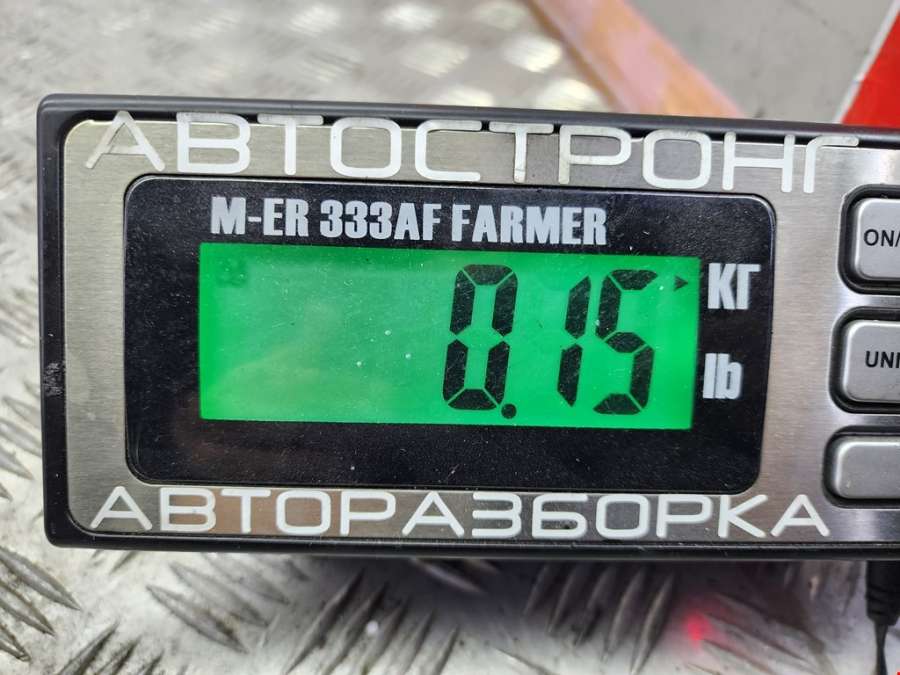 АВТОСТРОНГ
M-ER 333AF FARMER
0.15
КГ
lb
ON/
UNI
АВТОРАЗБОРКА